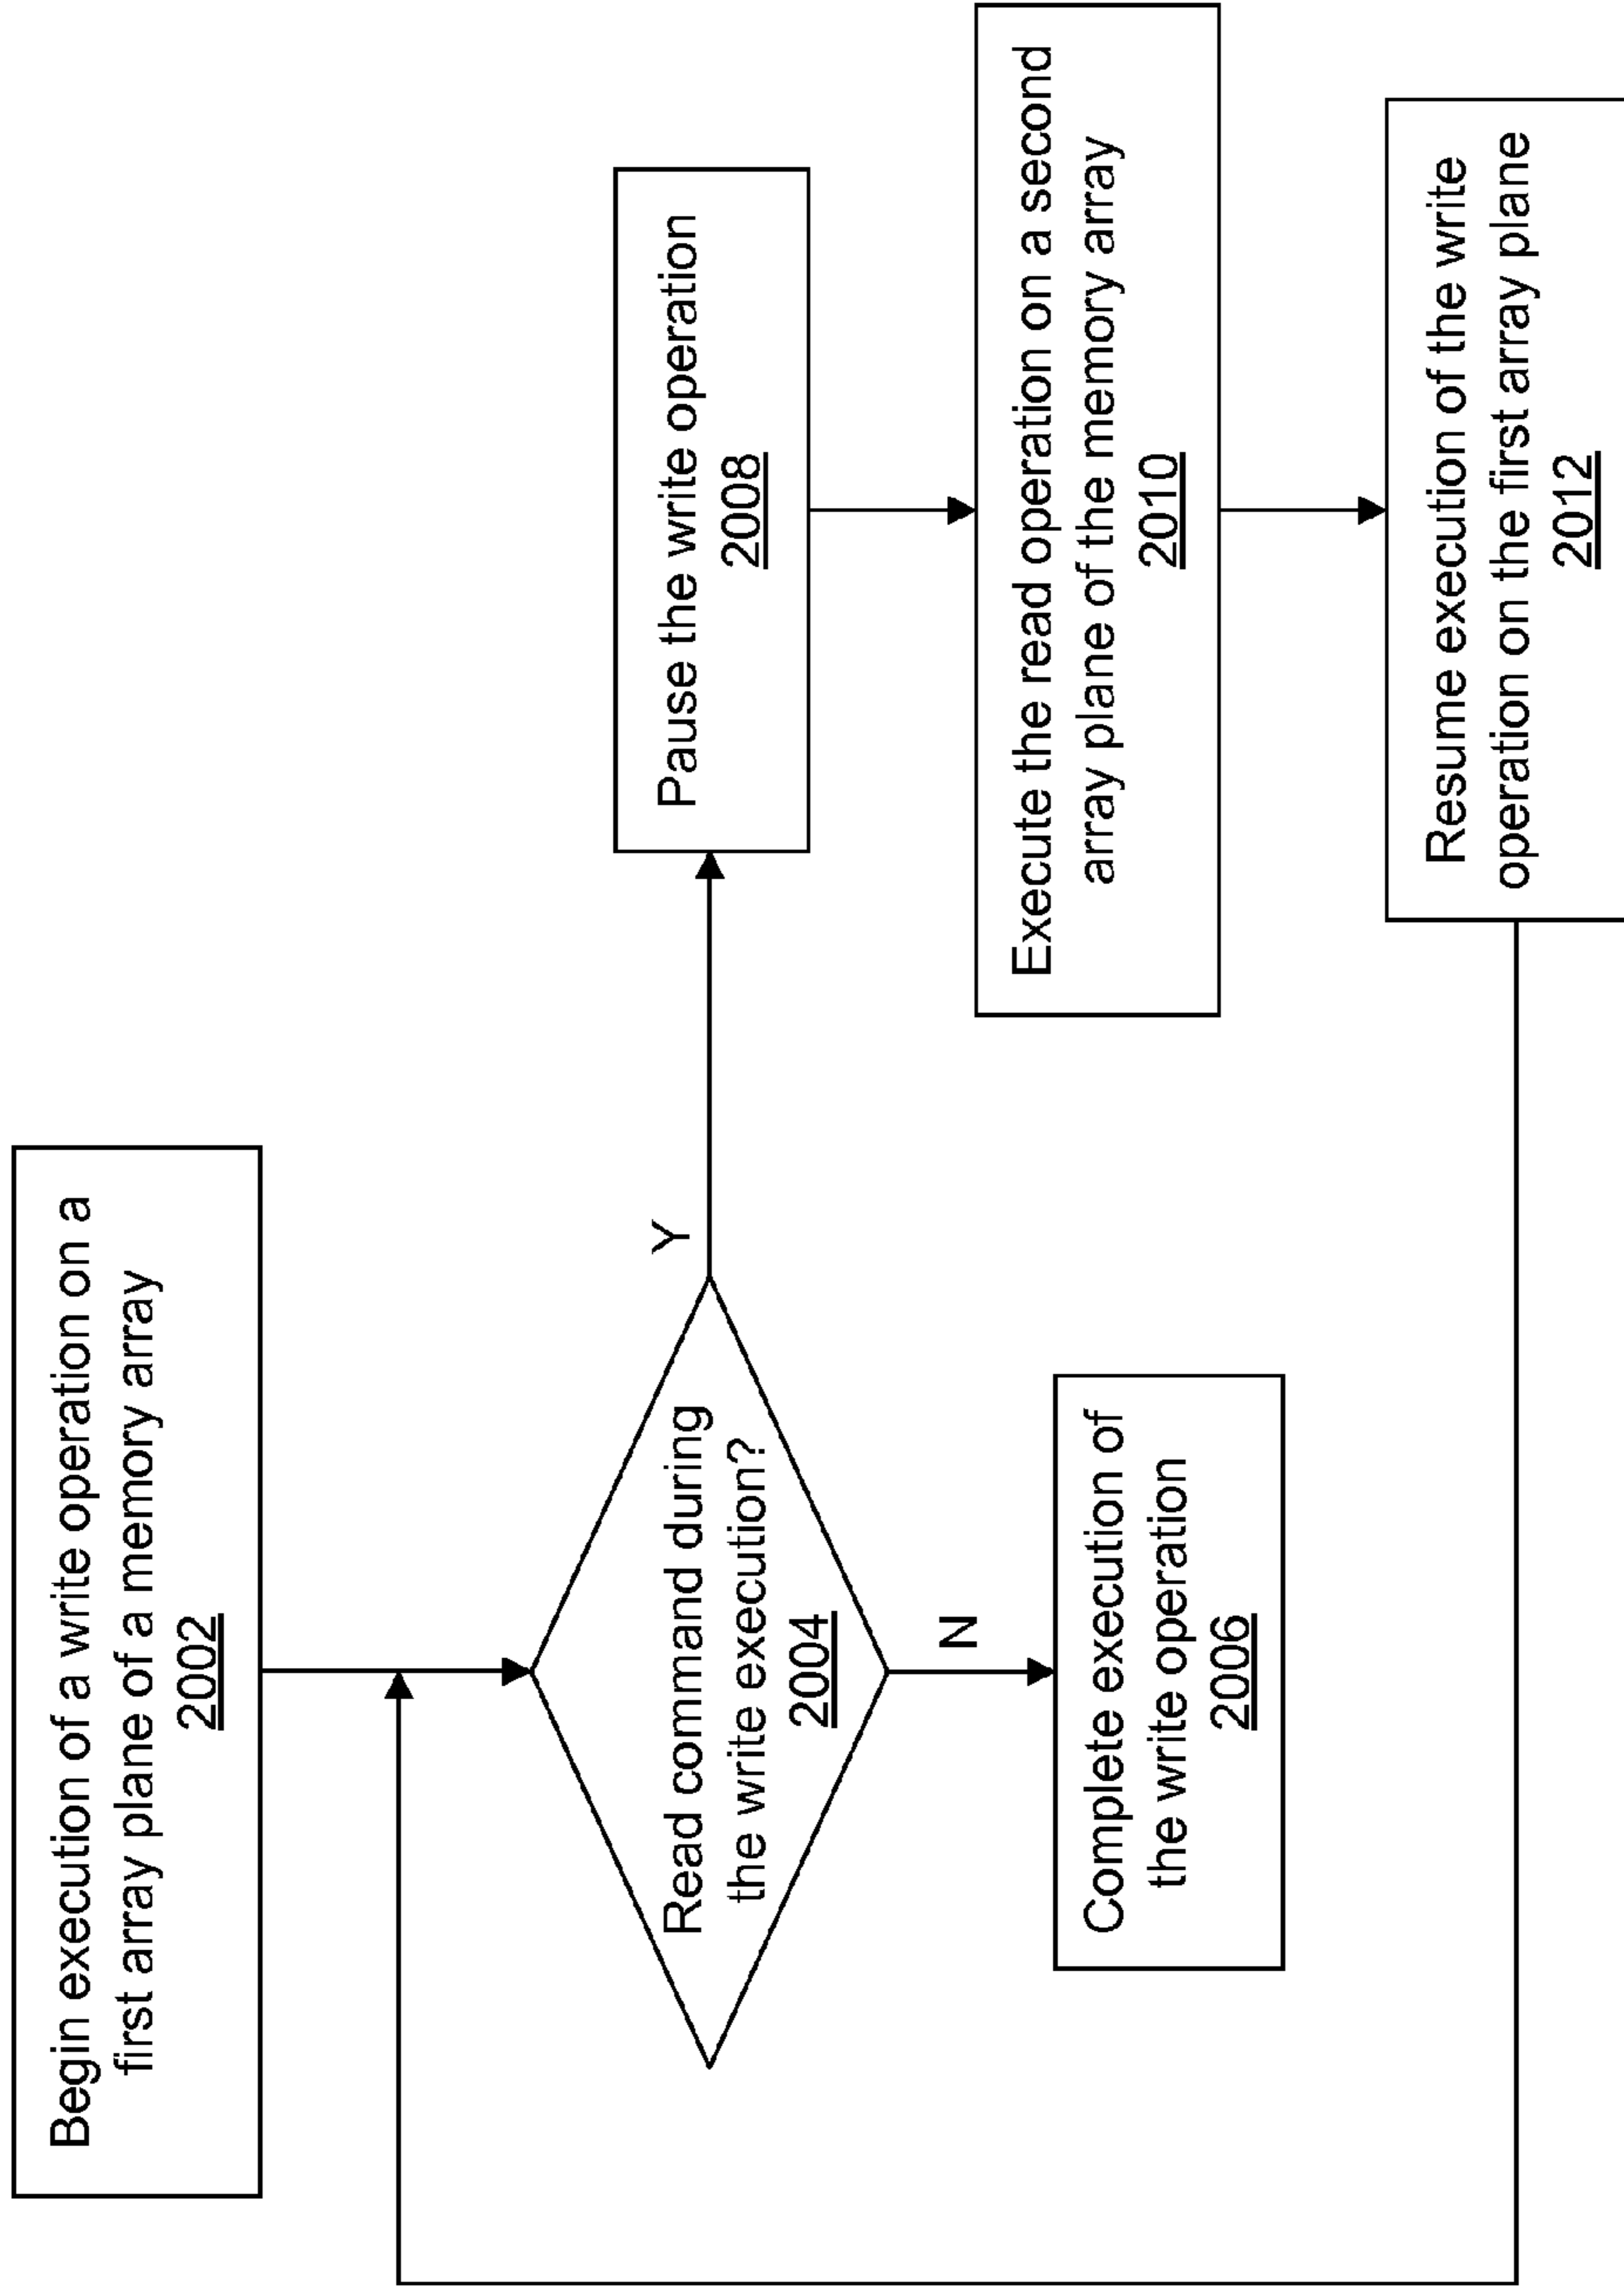 Begin execution of a write operation on a
first array plane of a memory array
2002
Read command during
the write execution?
2004
Y
N
Complete execution of
the write operation
2006
Pause the write operation
2008
Execute the read operation on a second
array plane of the memory array
2010
Resume execution of the write
operation on the first array plane
2012